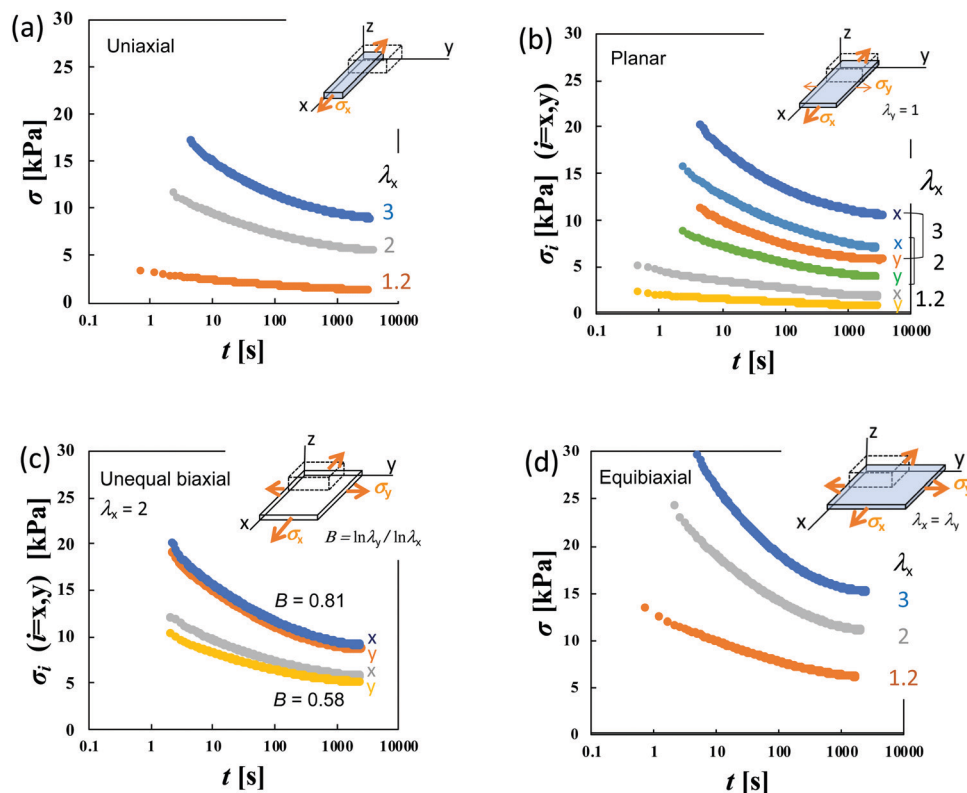 (a)
Uniaxial
30
25
20
15
10
5
0
σ [kPa]
0.1 1 10 100 1000 10000
t [s]
z
y
x
σx
λx
3
2
1.2
(b)
Planar
30
25
20
15
10
5
0
σi [kPa] (i=x,y)
0.1 1 10 100 1000 10000
t [s]
z
y
x
σy
σx
λy = 1
λx
x
x
y
y
x
y
3
2
1.2
(c)
Unequal biaxial
λx = 2
30
25
20
15
10
5
0
σi (i=x,y) [kPa]
0.1 1 10 100 1000 10000
t [s]
z
y
x
σy
σx
B = lnλy / lnλx
B = 0.81
x
y
x
y
B = 0.58
(d)
Equibiaxial
30
25
20
15
10
5
0
σ [kPa]
0.1 1 10 100 1000 10000
t [s]
z
y
x
σy
σx
λx = λy
λx
3
2
1.2